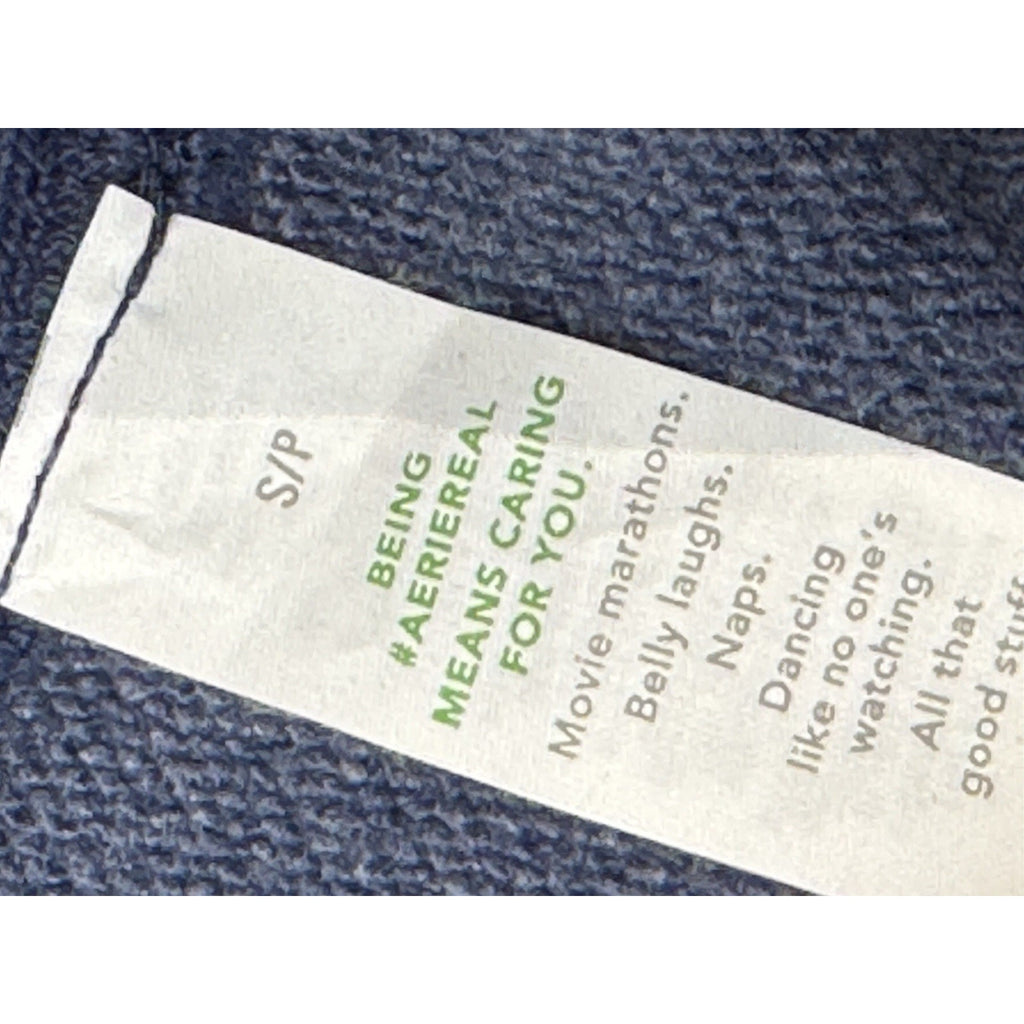 S/P
BEING
#AERIEREAL
MEANS CARING
FOR YOU.
Movie marathons.
Belly laughs.
Naps.
Dancing
like no one's
watching.
All that
good stuff